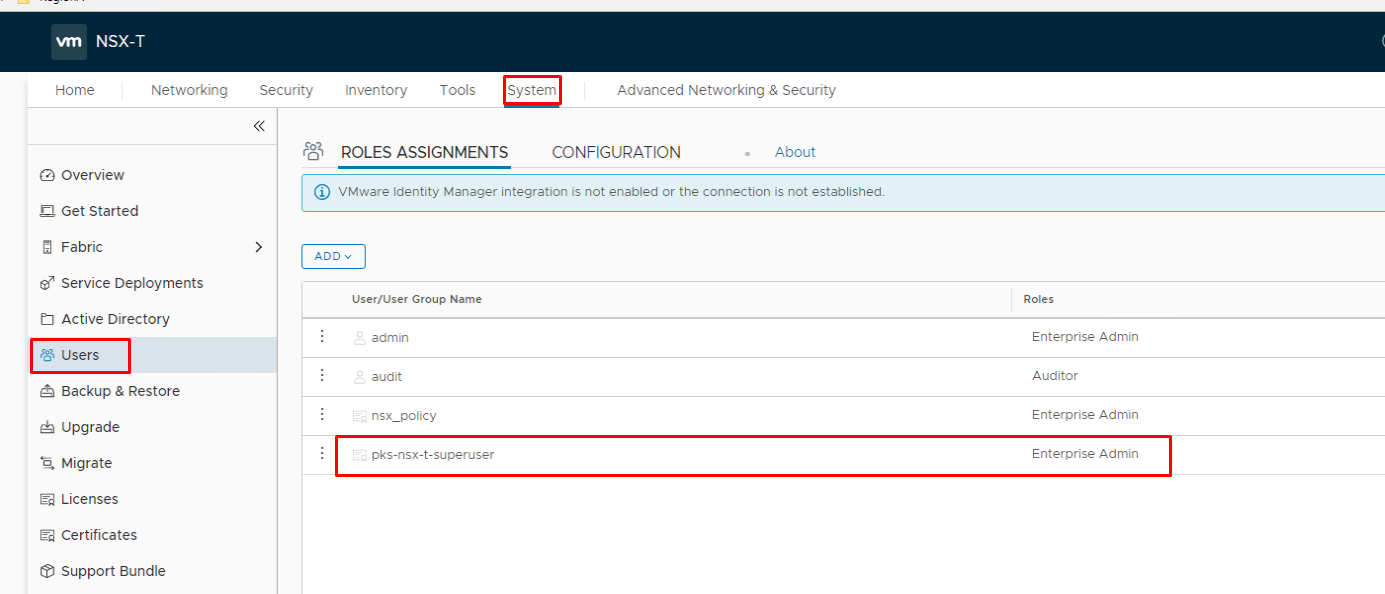 vm NSX-T
Home Networking Security Inventory Tools System Advanced Networking & Security
«
Overview
Get Started
Fabric
Service Deployments
Active Directory
Users
Backup & Restore
Upgrade
Migrate
Licenses
Certificates
Support Bundle
ROLES ASSIGNMENTS CONFIGURATION About
VMware Identity Manager integration is not enabled or the connection is not established.
ADD
User/User Group Name Roles
admin Enterprise Admin
audit Auditor
nsx_policy Enterprise Admin
pks-nsx-t-superuser Enterprise Admin